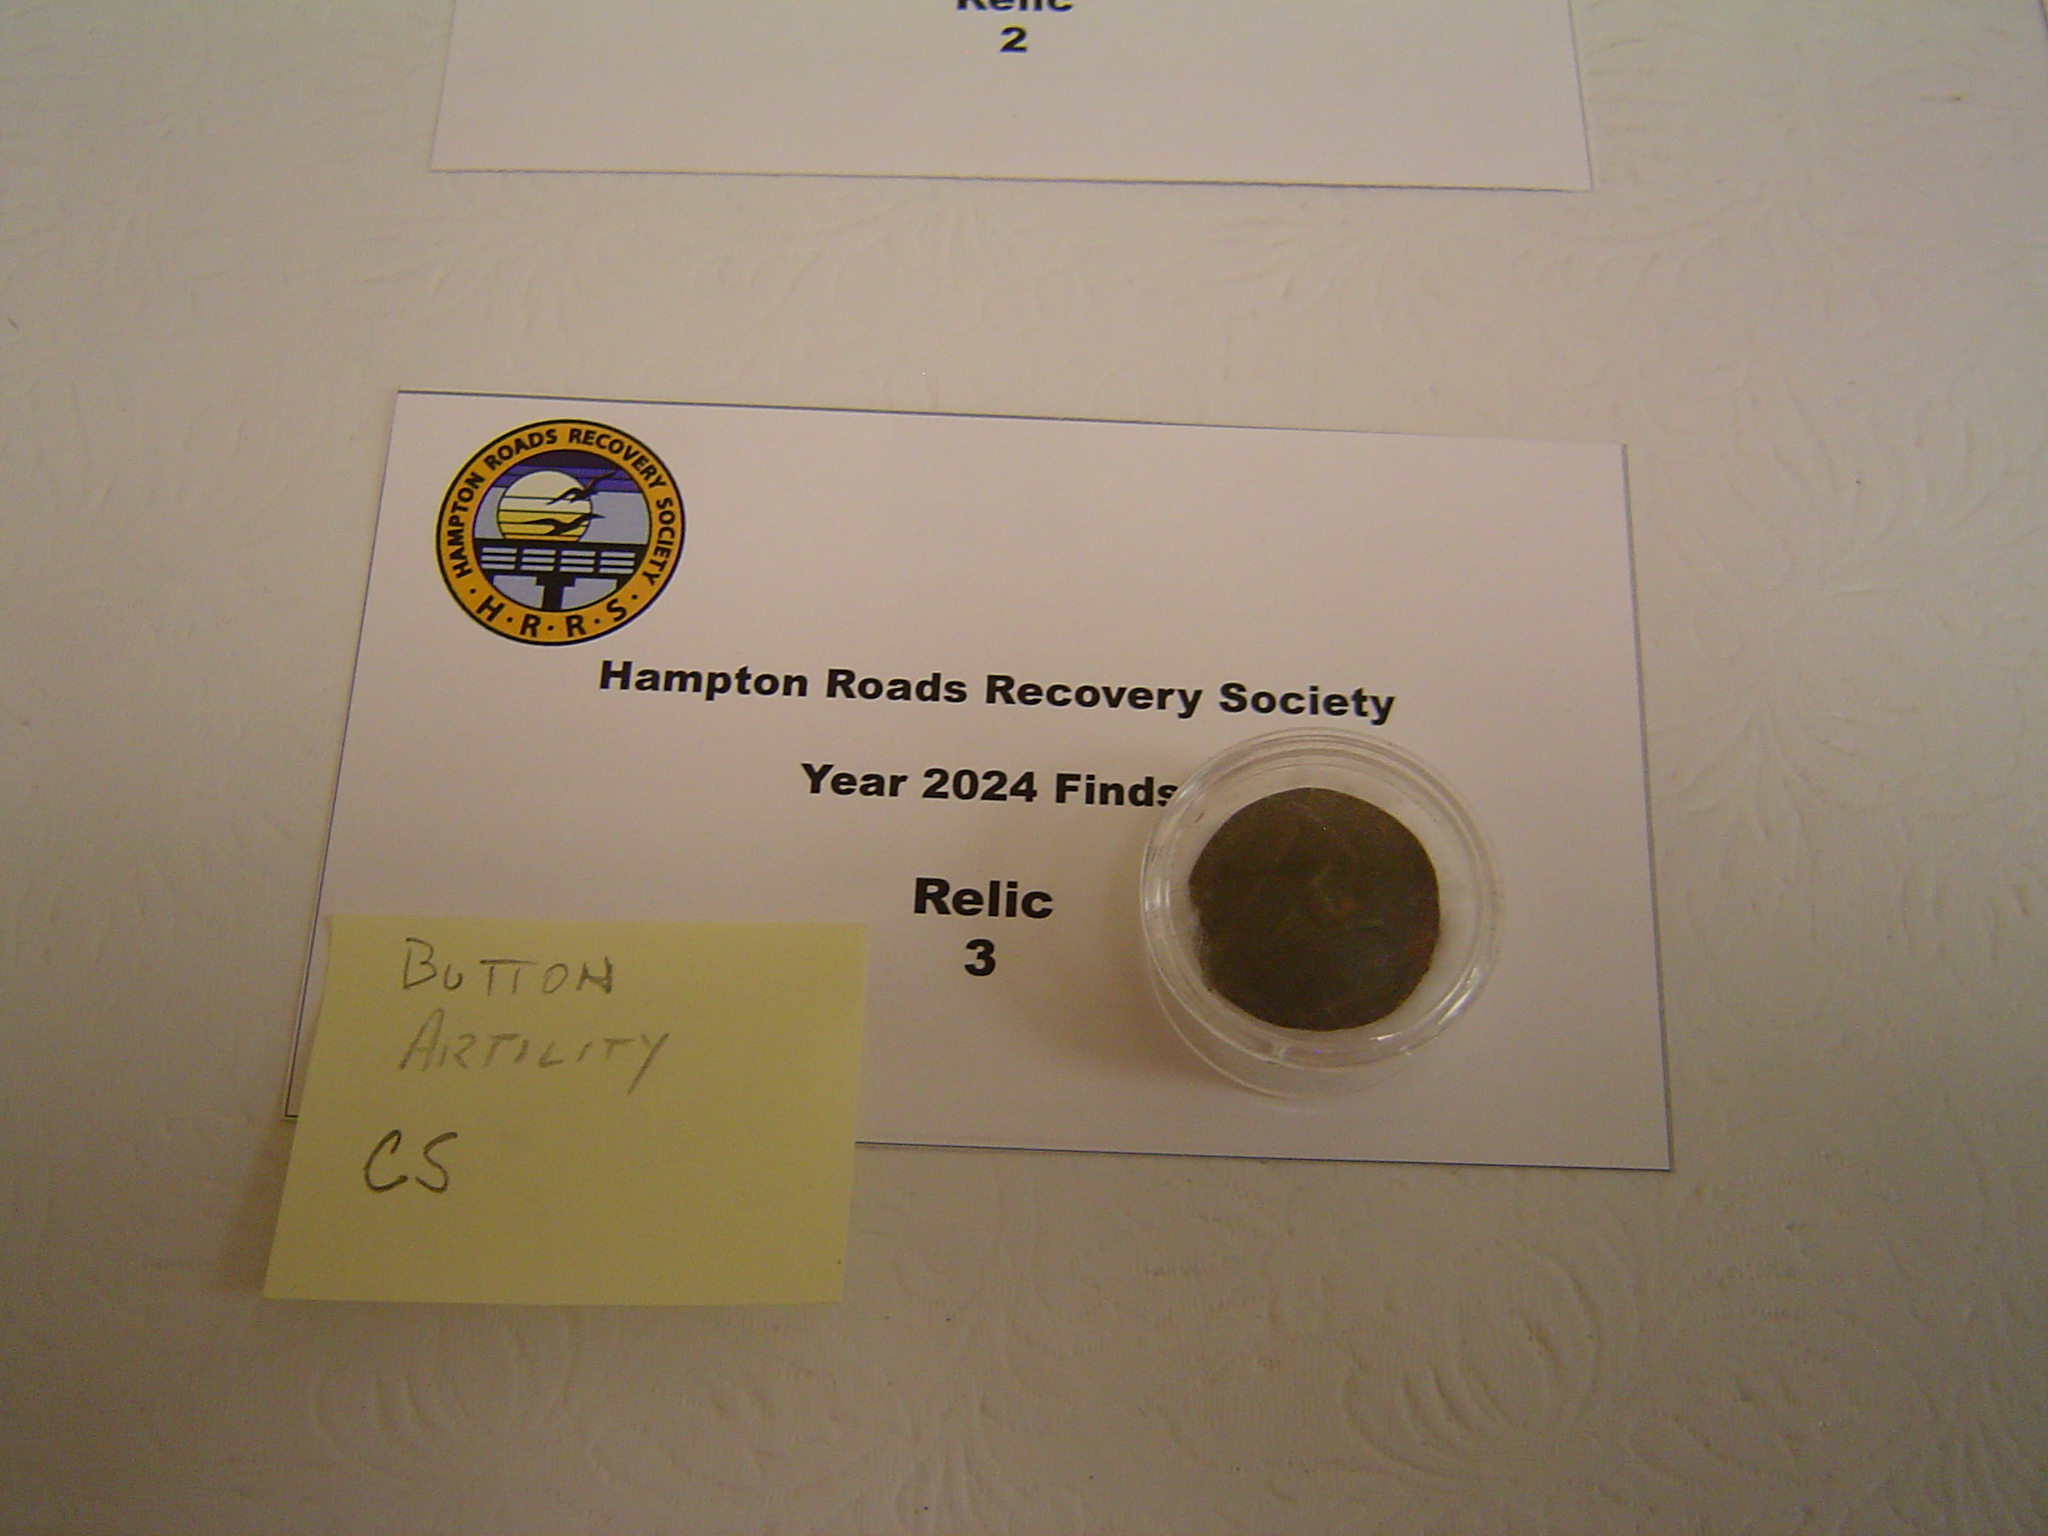 Relic
2
HAMPTON ROADS RECOVERY SOCIETY
· H · R · R · S ·
Hampton Roads Recovery Society
Year 2024 Finds
Relic
3
BUTTON
ARTILITY
CS